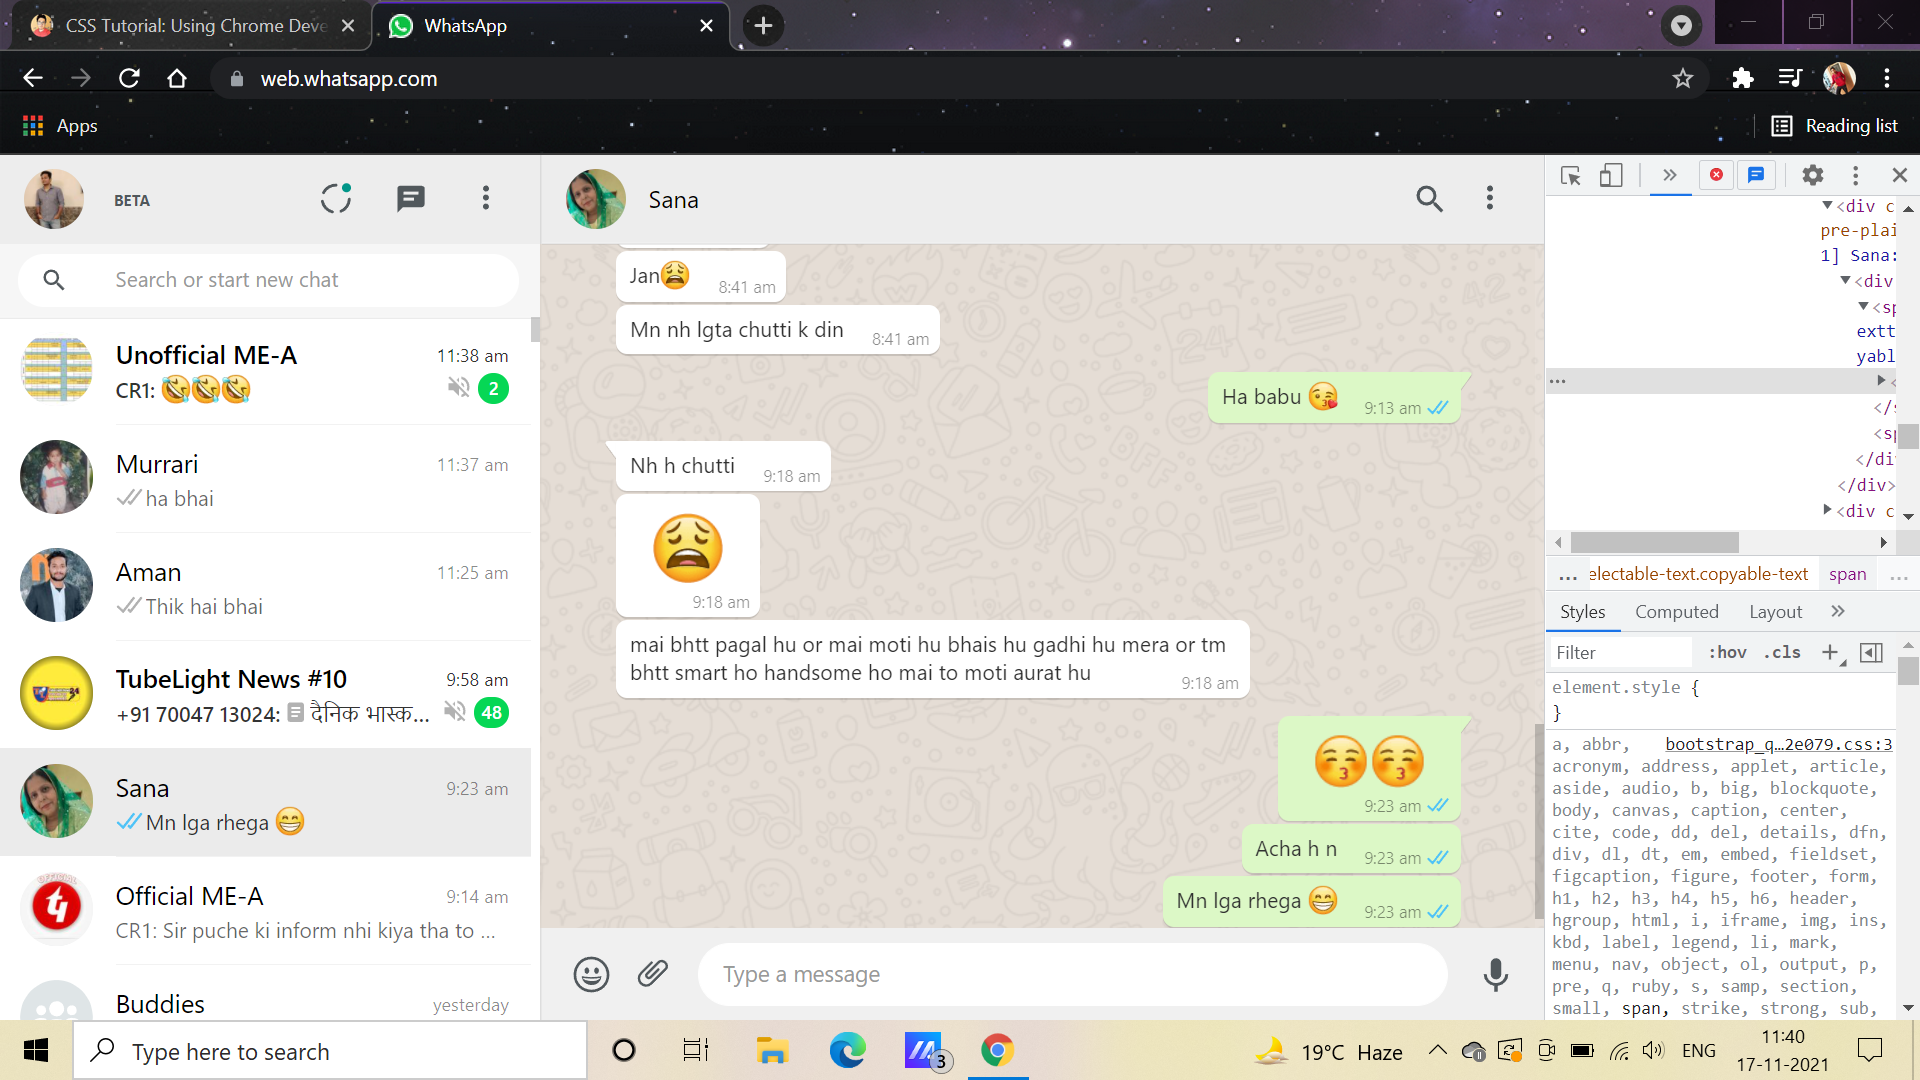 CSS Tutorial: Using Chrome Deve
WhatsApp
web.whatsapp.com
Apps
Reading list
BETA
Search or start new chat
Unofficial ME-A
11:38 am
CR1: 🤣🤣🤣
2
Murrari
11:37 am
ha bhai
Aman
11:25 am
Thik hai bhai
TubeLight News #10
9:58 am
+91 70047 13024: दैनिक भास्क...
48
Sana
9:23 am
Mn lga rhega 😁
Official ME-A
9:14 am
CR1: Sir puche ki inform nhi kiya tha to ...
Buddies
yesterday
Sana
Jan😩
8:41 am
Mn nh lgta chutti k din
8:41 am
Ha babu 😘
9:13 am
Nh h chutti
9:18 am
😩
9:18 am
mai bhtt pagal hu or mai moti hu bhais hu gadhi hu mera or tm
bhtt smart ho handsome ho mai to moti aurat hu
9:18 am
😚😚
9:23 am
Acha h n
9:23 am
Mn lga rhega 😁
9:23 am
Type a message
<div c
pre-plai
1] Sana:
<div
<sp
extt
yabl
... <
</s
<sp
</di
</div>
<div c
... electable-text.copyable-text span ...
Styles Computed Layout
Filter :hov .cls
element.style {
}
bootstrap_q…2e079.css:3
a, abbr,
acronym, address, applet, article,
aside, audio, b, big, blockquote,
body, canvas, caption, center,
cite, code, dd, del, details, dfn,
div, dl, dt, em, embed, fieldset,
figcaption, figure, footer, form,
h1, h2, h3, h4, h5, h6, header,
hgroup, html, i, iframe, img, ins,
kbd, label, legend, li, mark,
menu, nav, object, ol, output, p,
pre, q, ruby, s, samp, section,
small, span, strike, strong, sub,
Type here to search
3
19°C Haze
ENG
11:40
17-11-2021